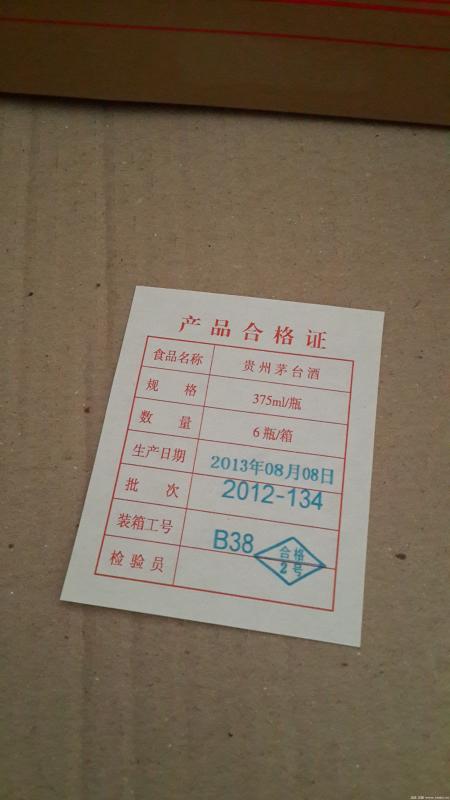 产品合格证
食品名称 贵州茅台酒
规格 375ml/瓶
数量 6瓶/箱
生产日期 2013年08月08日
批次 2012-134
装箱工号 B38
检验员 合格
2号